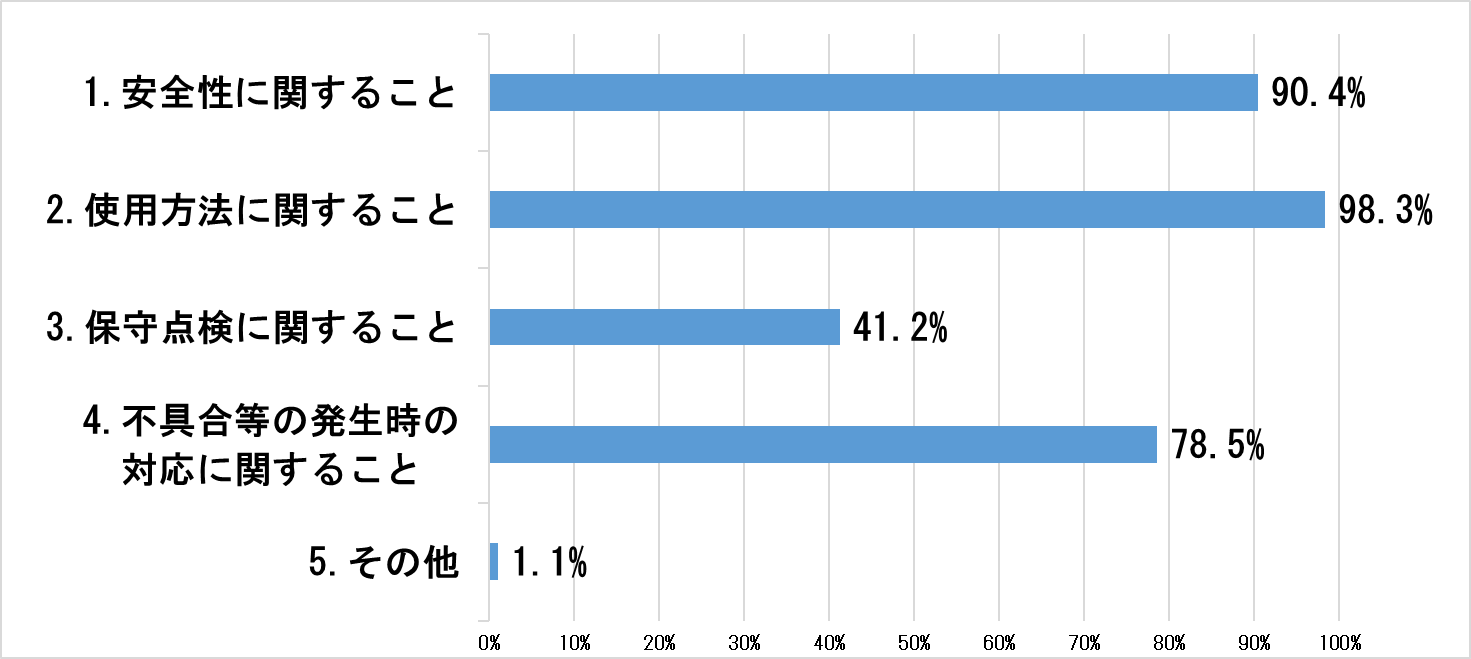 1.安全性に関すること
90.4%
2.使用方法に関すること
98.3%
3.保守点検に関すること
41.2%
4.不具合等の発生時の
対応に関すること
78.5%
5.その他
1.1%
0% 10% 20% 30% 40% 50% 60% 70% 80% 90% 100%